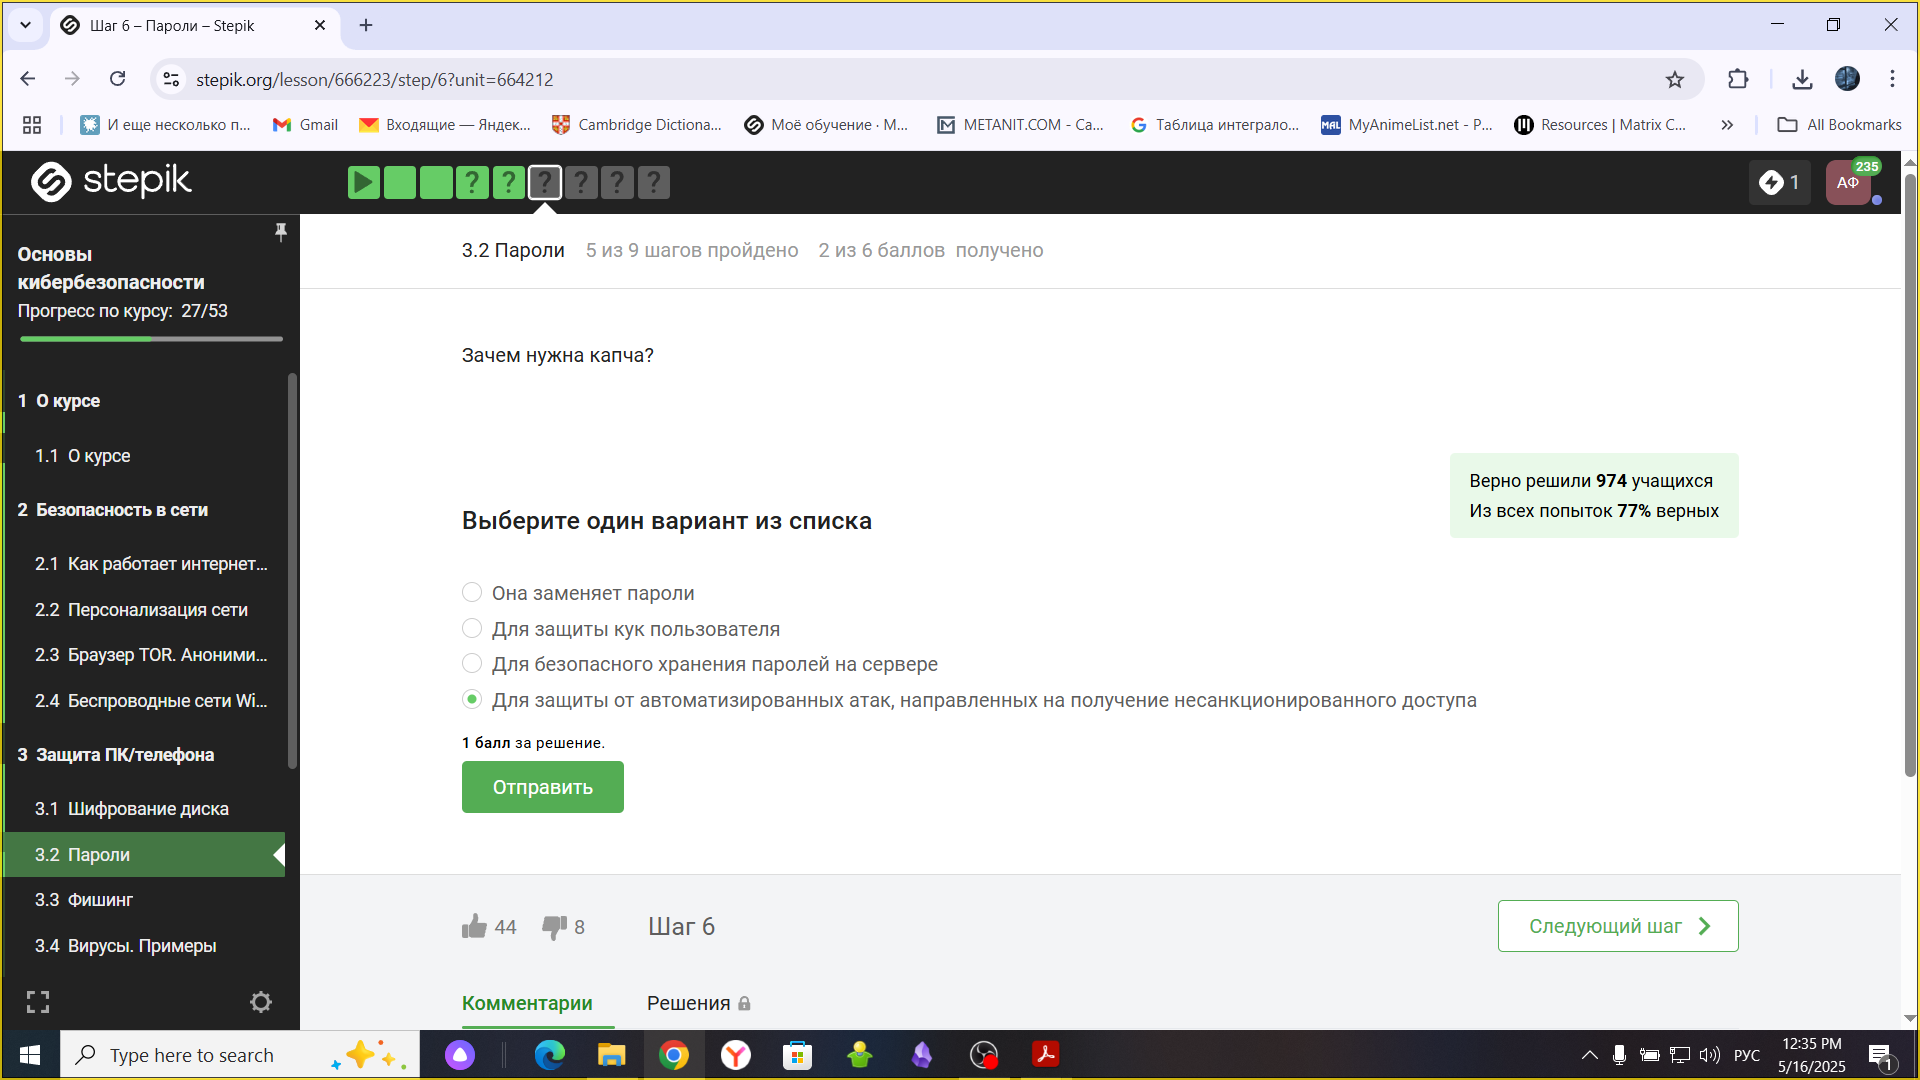 Шаг 6 – Пароли – Stepik
stepik.org/lesson/666223/step/6?unit=664212
И еще несколько п...
Gmail
Входящие — Яндек...
Cambridge Dictiona...
Моё обучение · М...
METANIT.COM - Са...
Таблица интеграло...
MAL
MyAnimeList.net - P...
Resources | Matrix C...
All Bookmarks
stepik
? ? ? ? ? ?
1
АФ
235
Основы
кибербезопасности
Прогресс по курсу: 27/53
1 О курсе
1.1 О курсе
2 Безопасность в сети
2.1 Как работает интернет...
2.2 Персонализация сети
2.3 Браузер TOR. Аноними...
2.4 Беспроводные сети Wi...
3 Защита ПК/телефона
3.1 Шифрование диска
3.2 Пароли
3.3 Фишинг
3.4 Вирусы. Примеры
3.2 Пароли 5 из 9 шагов пройдено 2 из 6 баллов получено
Зачем нужна капча?
Верно решили 974 учащихся
Из всех попыток 77% верных
Выберите один вариант из списка
Она заменяет пароли
Для защиты кук пользователя
Для безопасного хранения паролей на сервере
Для защиты от автоматизированных атак, направленных на получение несанкционированного доступа
1 балл за решение.
Отправить
44
8
Шаг 6
Следующий шаг
Комментарии
Решения
Type here to search
РУС
12:35 PM
5/16/2025
1